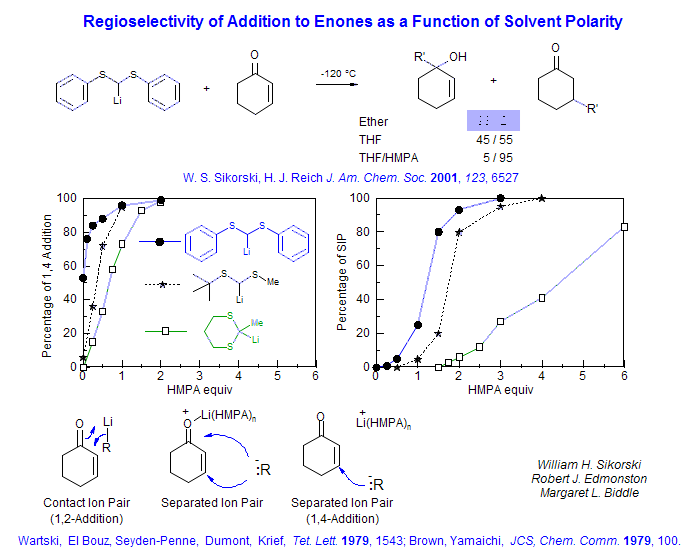 Regioselectivity of Addition to Enones as a Function of Solvent Polarity
S S
Li
+
O
-120 °C
R' OH
+
O
R'
Ether
THF 45 / 55
THF/HMPA 5 / 95
W. S. Sikorski, H. J. Reich J. Am. Chem. Soc. 2001, 123, 6527
Percentage of 1,4 Addition
100
80
60
40
20
0
0 1 2 3 4 5 6
HMPA equiv
S S
Li
S S Me
Li
S Me
S Li
Percentage of SIP
100
80
60
40
20
0
0 1 2 3 4 5 6
HMPA equiv
O Li
R
Contact Ion Pair
(1,2-Addition)
+
O Li(HMPA)n
-
:R
Separated Ion Pair
O
+
Li(HMPA)n
-
:R
Separated Ion Pair
(1,4-Addition)
William H. Sikorski
Robert J. Edmonston
Margaret L. Biddle
Wartski, El Bouz, Seyden-Penne, Dumont, Krief, Tet. Lett. 1979, 1543; Brown, Yamaichi, JCS, Chem. Comm. 1979, 100.